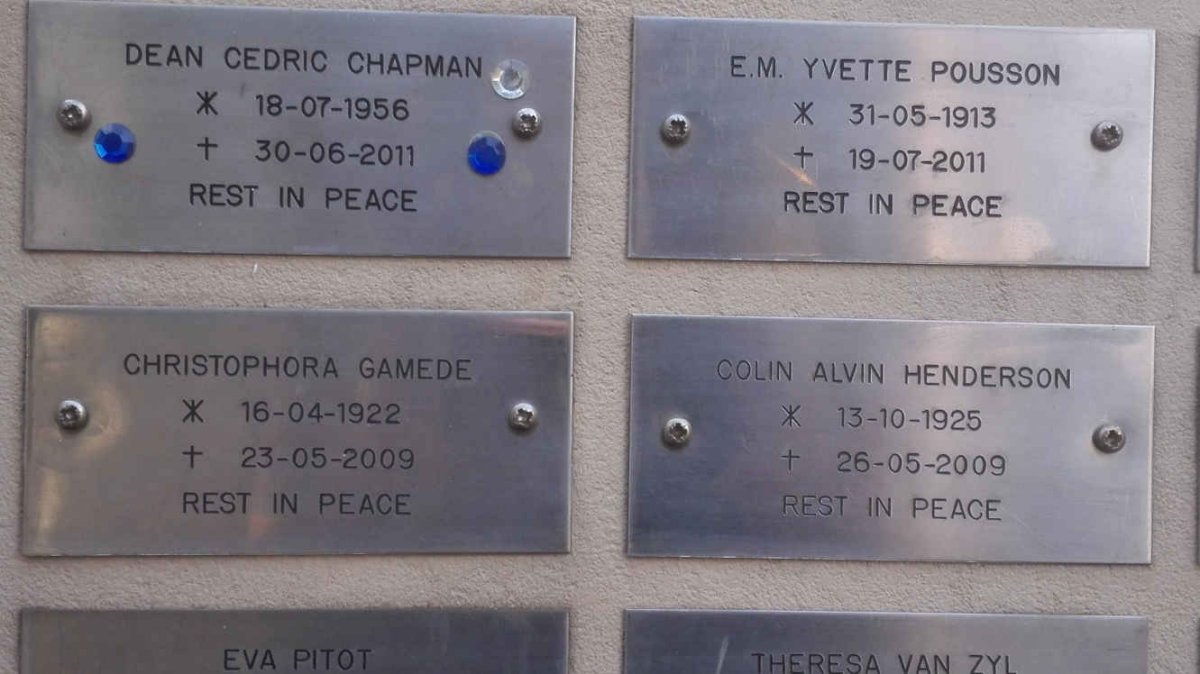 DEAN CEDRIC CHAPMAN
* 18-07-1956
† 30-06-2011
REST IN PEACE
E.M. YVETTE POUSSON
* 31-05-1913
† 19-07-2011
REST IN PEACE
CHRISTOPHORA GAMEDE
* 16-04-1922
† 23-05-2009
REST IN PEACE
COLIN ALVIN HENDERSON
* 13-10-1925
† 26-05-2009
REST IN PEACE
EVA PITOT
THERESA VAN ZYL